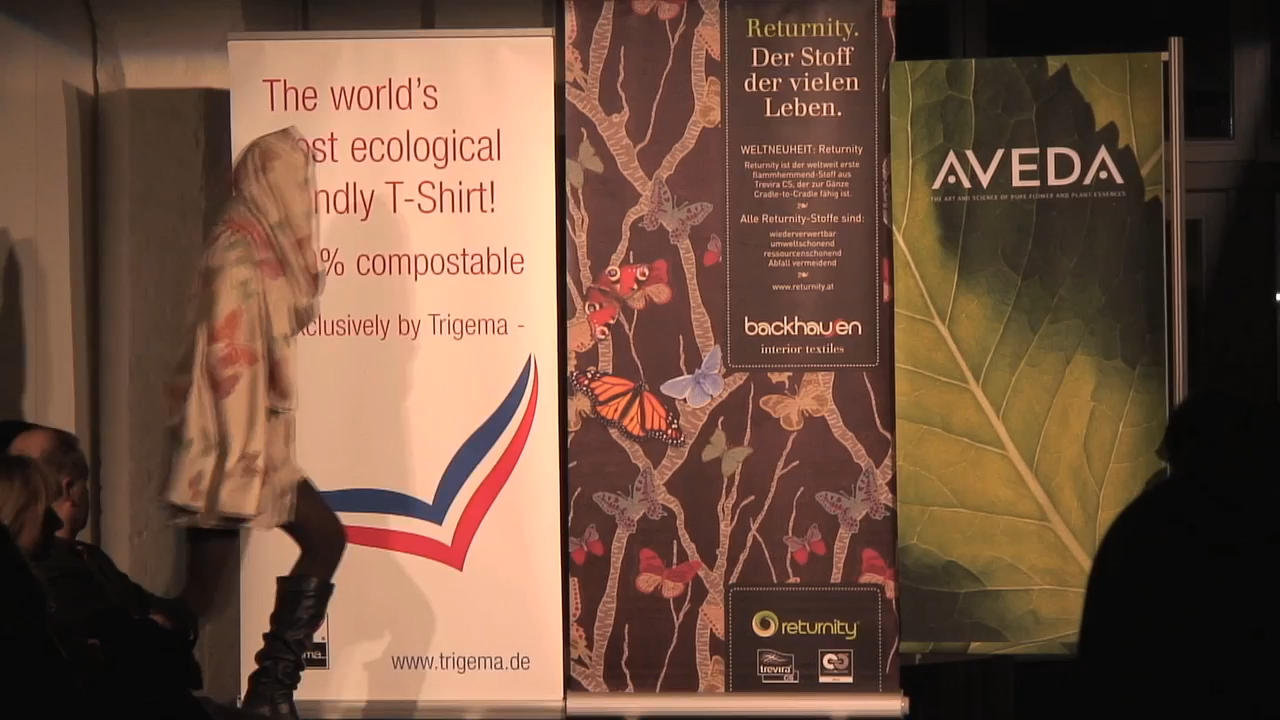 The world's
ost ecological
ndly T-Shirt!
% compostable
xclusively by Trigema -
www.trigema.de
Returnity.
Der Stoff
der vielen
Leben.
WELTNEUHEIT: Returnity
Returnity ist der weltweit erste
flammhemmend-Stoff aus
Trevira CS, der zur Gänze
Cradle-to-Cradle fähig ist.
Alle Returnity-Stoffe sind:
wiederverwertbar
umweltschonend
ressourcenschonend
Abfall vermeidend
www.returnity.at
backhausen
interior textiles
returnity
trevira
CS
AVEDA
THE ART AND SCIENCE OF PURE FLOWER AND PLANT ESSENCES